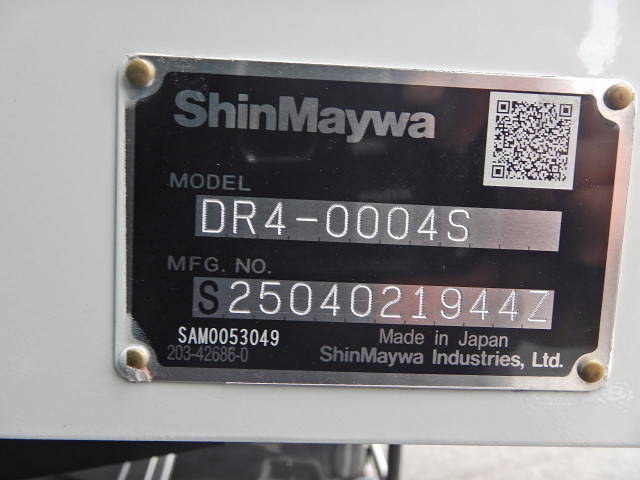 ShinMaywa
MODEL
DR4-0004S
MFG. NO.
S2504021944Z
SAM0053049
203-42686-0
Made in Japan
ShinMaywa Industries, Ltd.